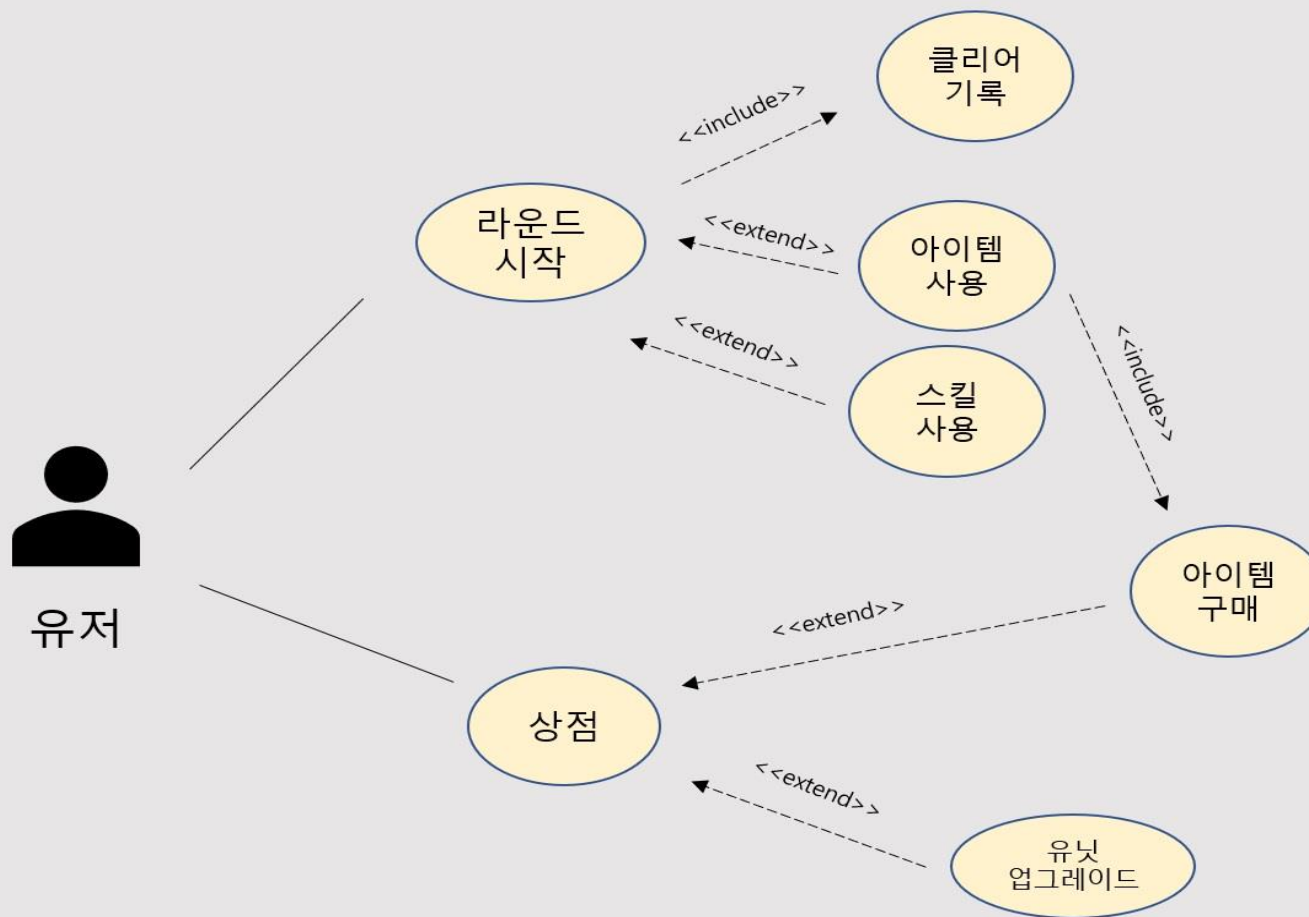 클리어
기록
<<include>>
라운드
시작
<<extend>>
아이템
사용
<<extend>>
스킬
사용
<<include>>
아이템
구매
유저
<<extend>>
상점
<<extend>>
유닛
업그레이드